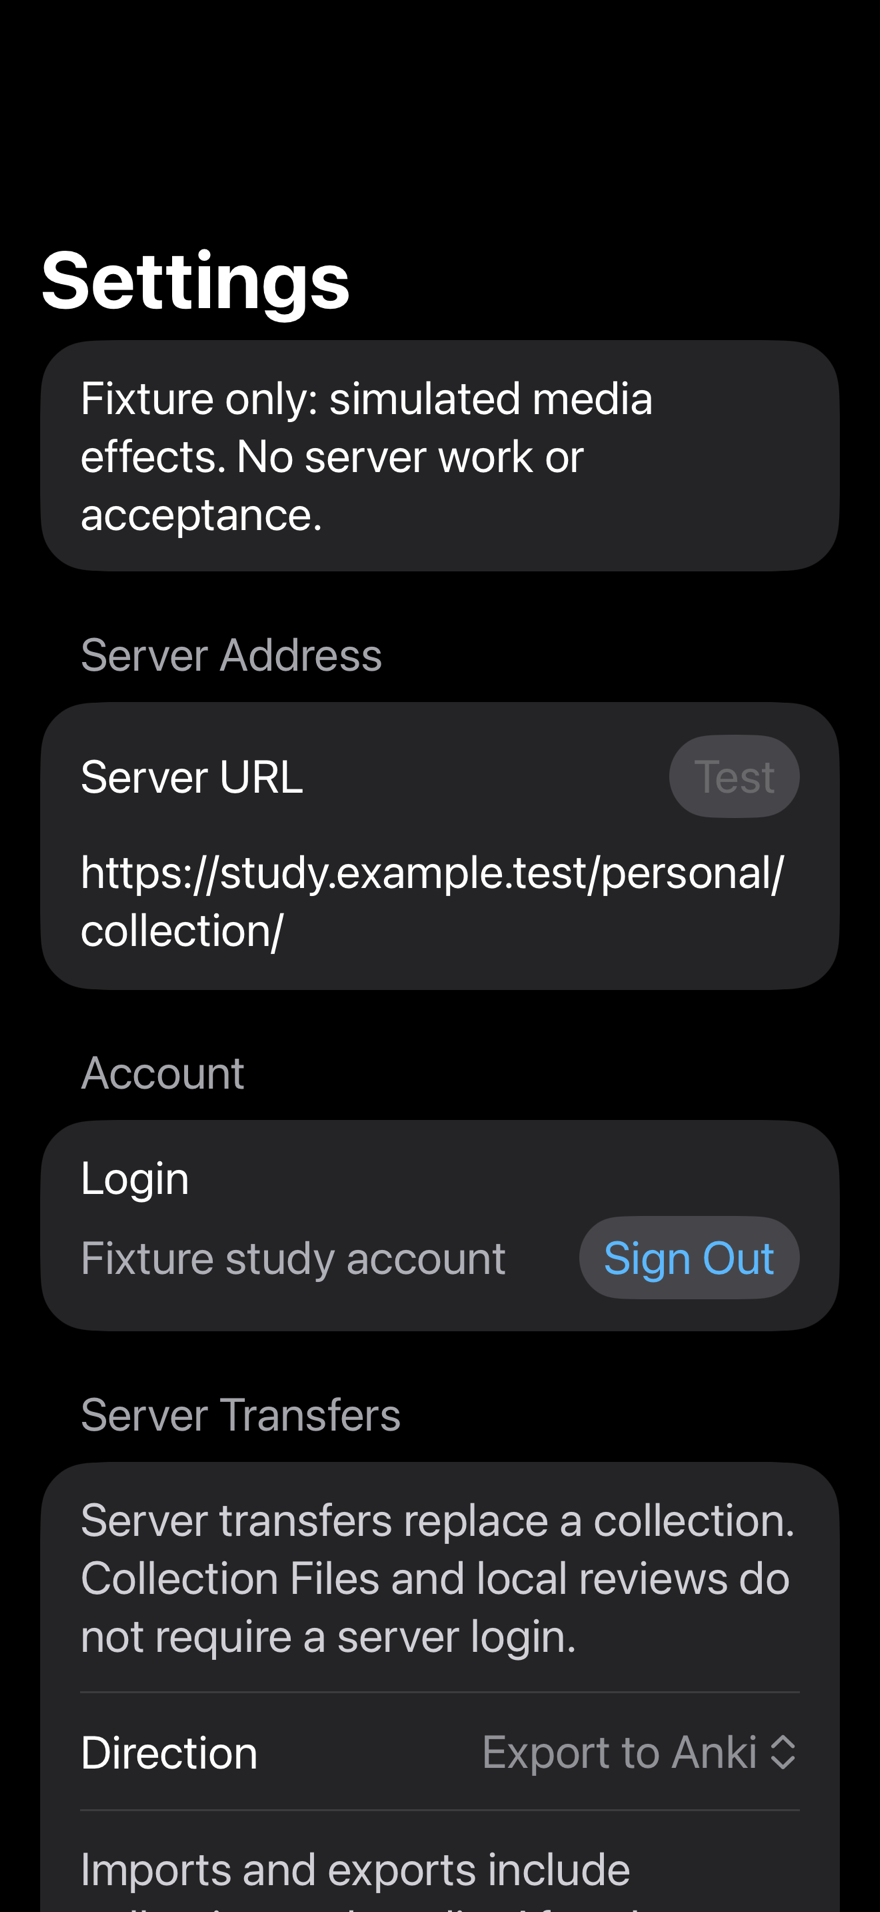 Settings
Fixture only: simulated media
effects. No server work or
acceptance.
Server Address
Server URL
Test
https://study.example.test/personal/
collection/
Account
Login
Fixture study account
Sign Out
Server Transfers
Server transfers replace a collection.
Collection Files and local reviews do
not require a server login.
Direction
Export to Anki
Imports and exports include